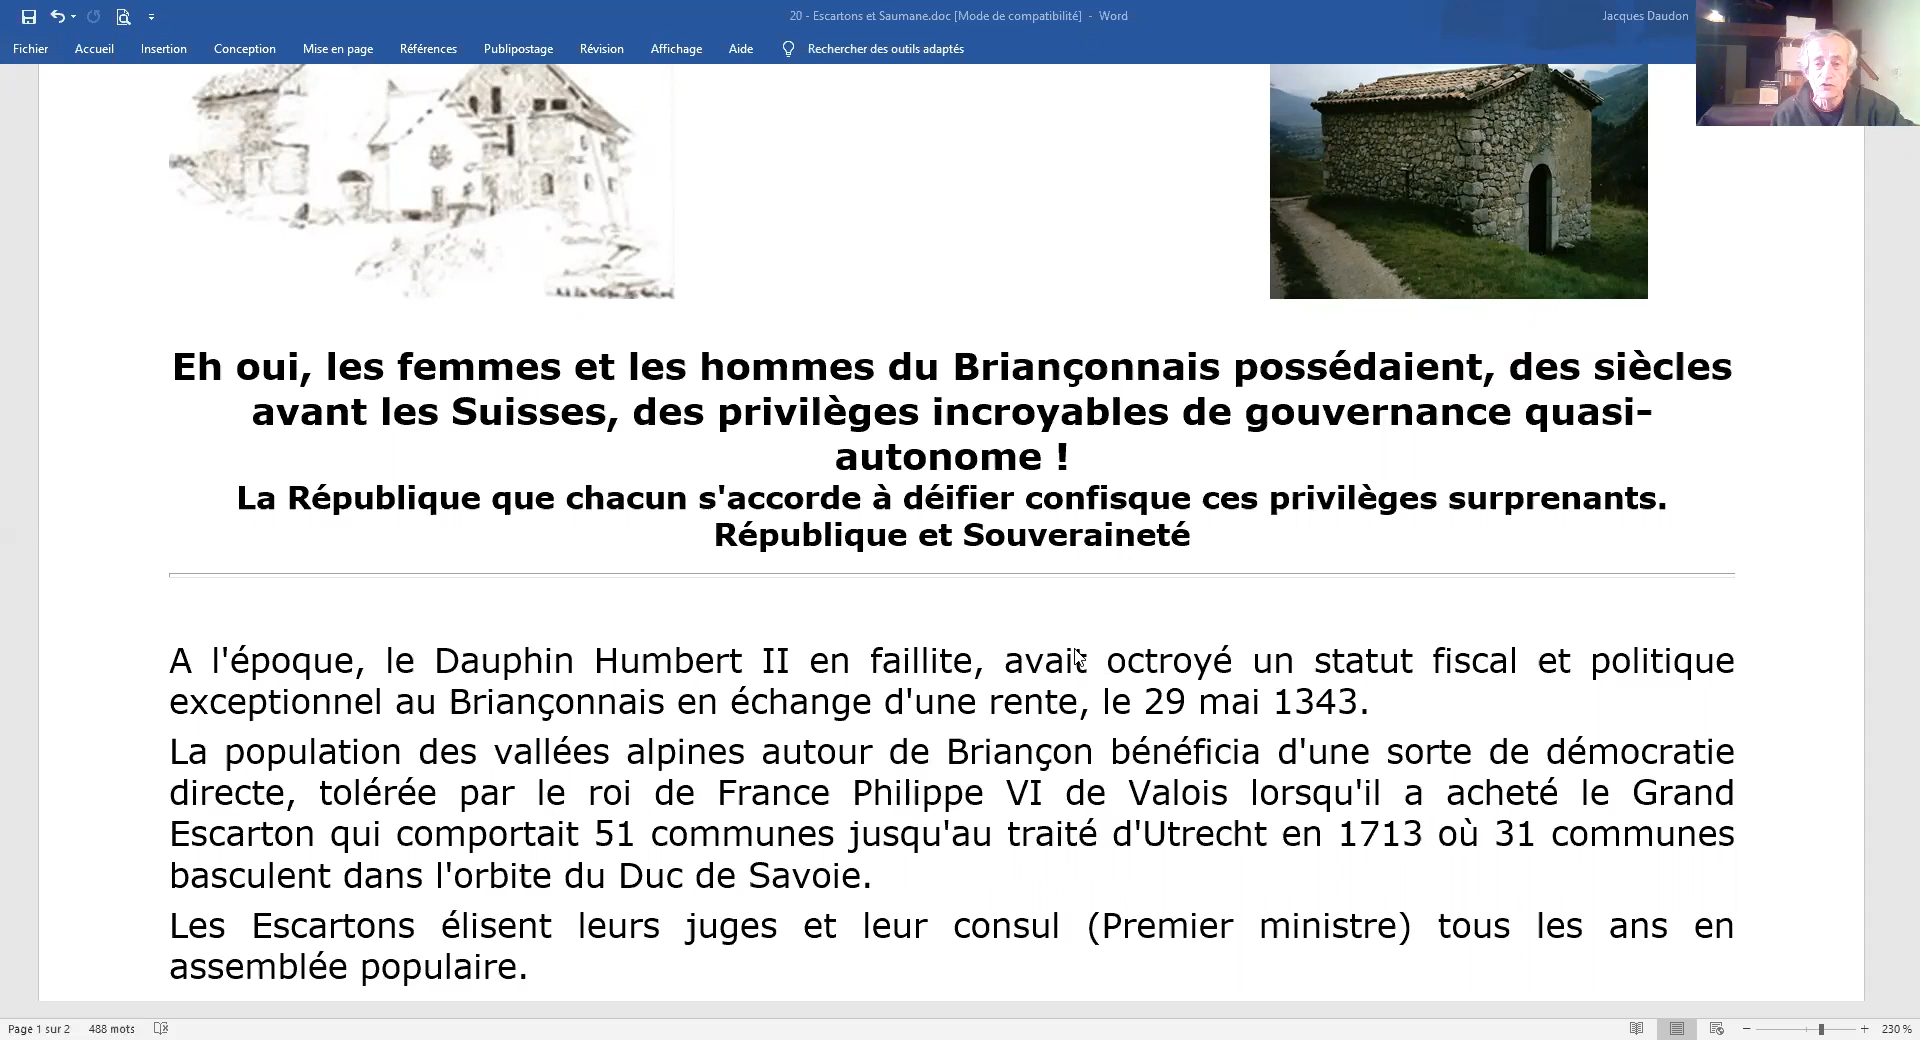 20 - Escartons et Saumane.doc [Mode de compatibilité] - Word
Jacques Daudon
Fichier Accueil Insertion Conception Mise en page Références Publipostage Révision Affichage Aide Rechercher des outils adaptés
Eh oui, les femmes et les hommes du Briançonnais possédaient, des siècles
avant les Suisses, des privilèges incroyables de gouvernance quasi-
autonome !
La République que chacun s'accorde à déifier confisque ces privilèges surprenants.
République et Souveraineté
A l'époque, le Dauphin Humbert II en faillite, avait octroyé un statut fiscal et politique
exceptionnel au Briançonnais en échange d'une rente, le 29 mai 1343.
La population des vallées alpines autour de Briançon bénéficia d'une sorte de démocratie
directe, tolérée par le roi de France Philippe VI de Valois lorsqu'il a acheté le Grand
Escarton qui comportait 51 communes jusqu'au traité d'Utrecht en 1713 où 31 communes
basculent dans l'orbite du Duc de Savoie.
Les Escartons élisent leurs juges et leur consul (Premier ministre) tous les ans en
assemblée populaire.
Page 1 sur 2 488 mots
230 %